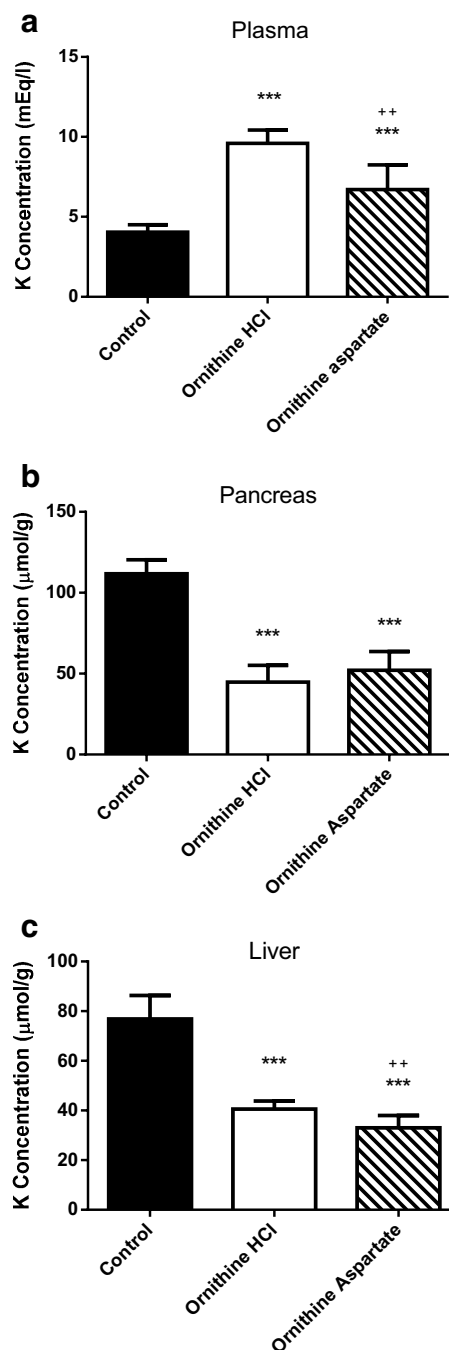 a
Plasma
K Concentration (mEq/l)
15
10
5
0
***
++
***
Control
Ornithine HCl
Ornithine aspartate
b
Pancreas
K Concentration (μmol/g)
150
100
50
0
***
***
Control
Ornithine HCl
Ornithine Aspartate
c
Liver
K Concentration (μmol/g)
100
80
60
40
20
0
***
++
***
Control
Ornithine HCl
Ornithine Aspartate